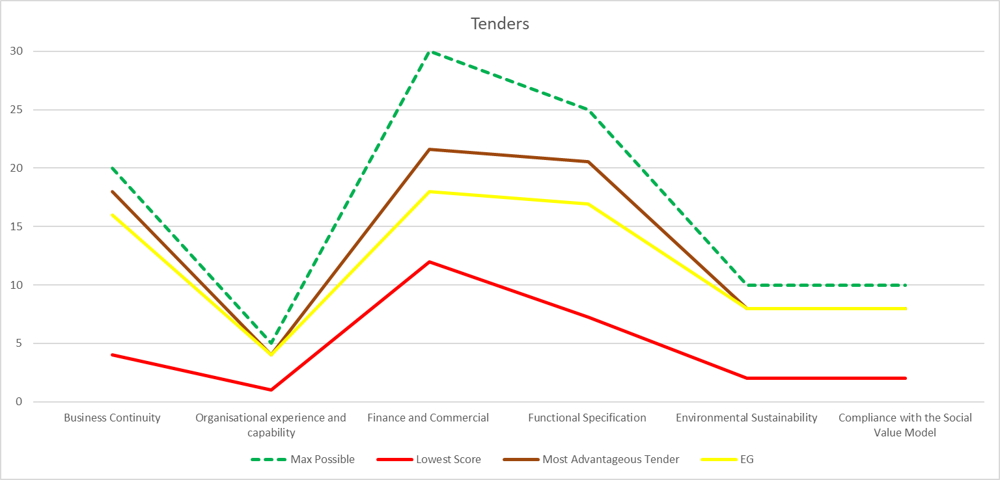 Tenders
30
25
20
15
10
5
0
Business Continuity
Organisational experience and
capability
Finance and Commercial
Functional Specification
Environmental Sustainability
Compliance with the Social
Value Model
Max Possible
Lowest Score
Most Advantageous Tender
EG